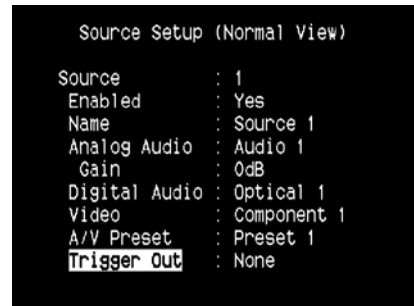 Source Setup (Normal View)
Source : 1
Enabled : Yes
Name : Source 1
Analog Audio : Audio 1
Gain : 0dB
Digital Audio : Optical 1
Video : Component 1
A/V Preset : Preset 1
Trigger Out : None